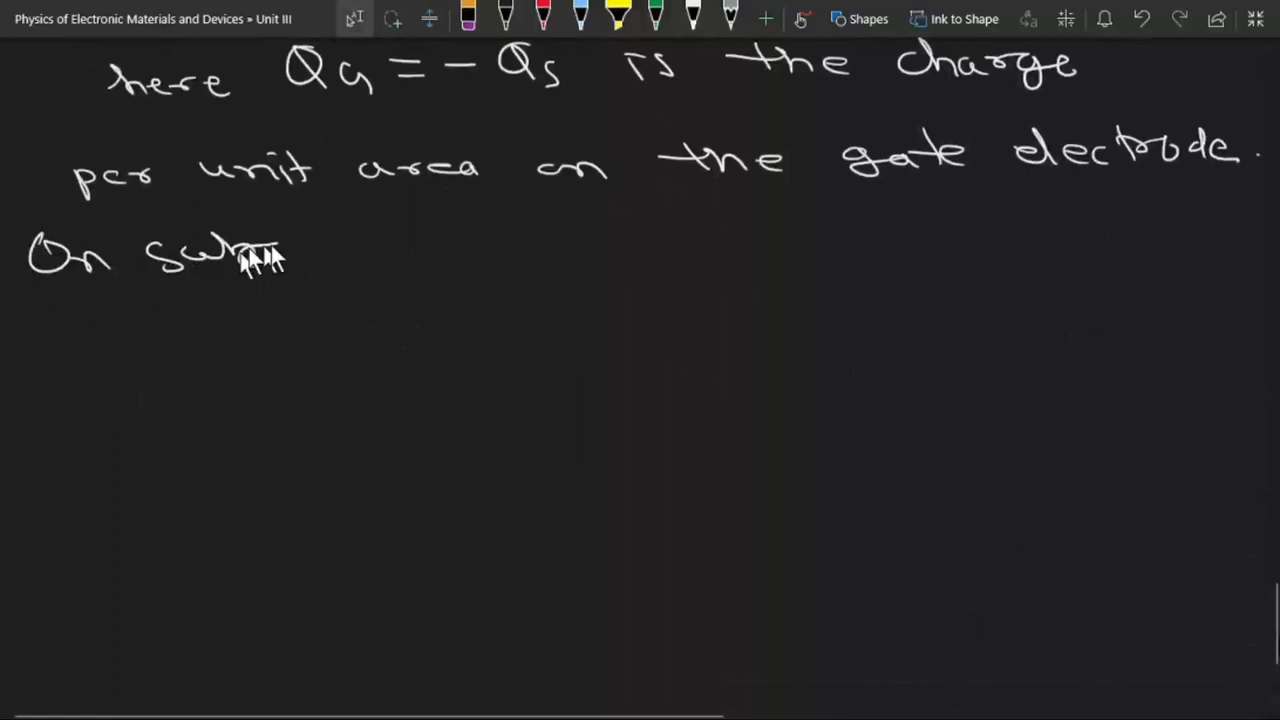 Physics of Electronic Materials and Devices » Unit III
Shapes
Ink to Shape
here QG = - Qs is the charge
per unit area on the gate electrode.
On